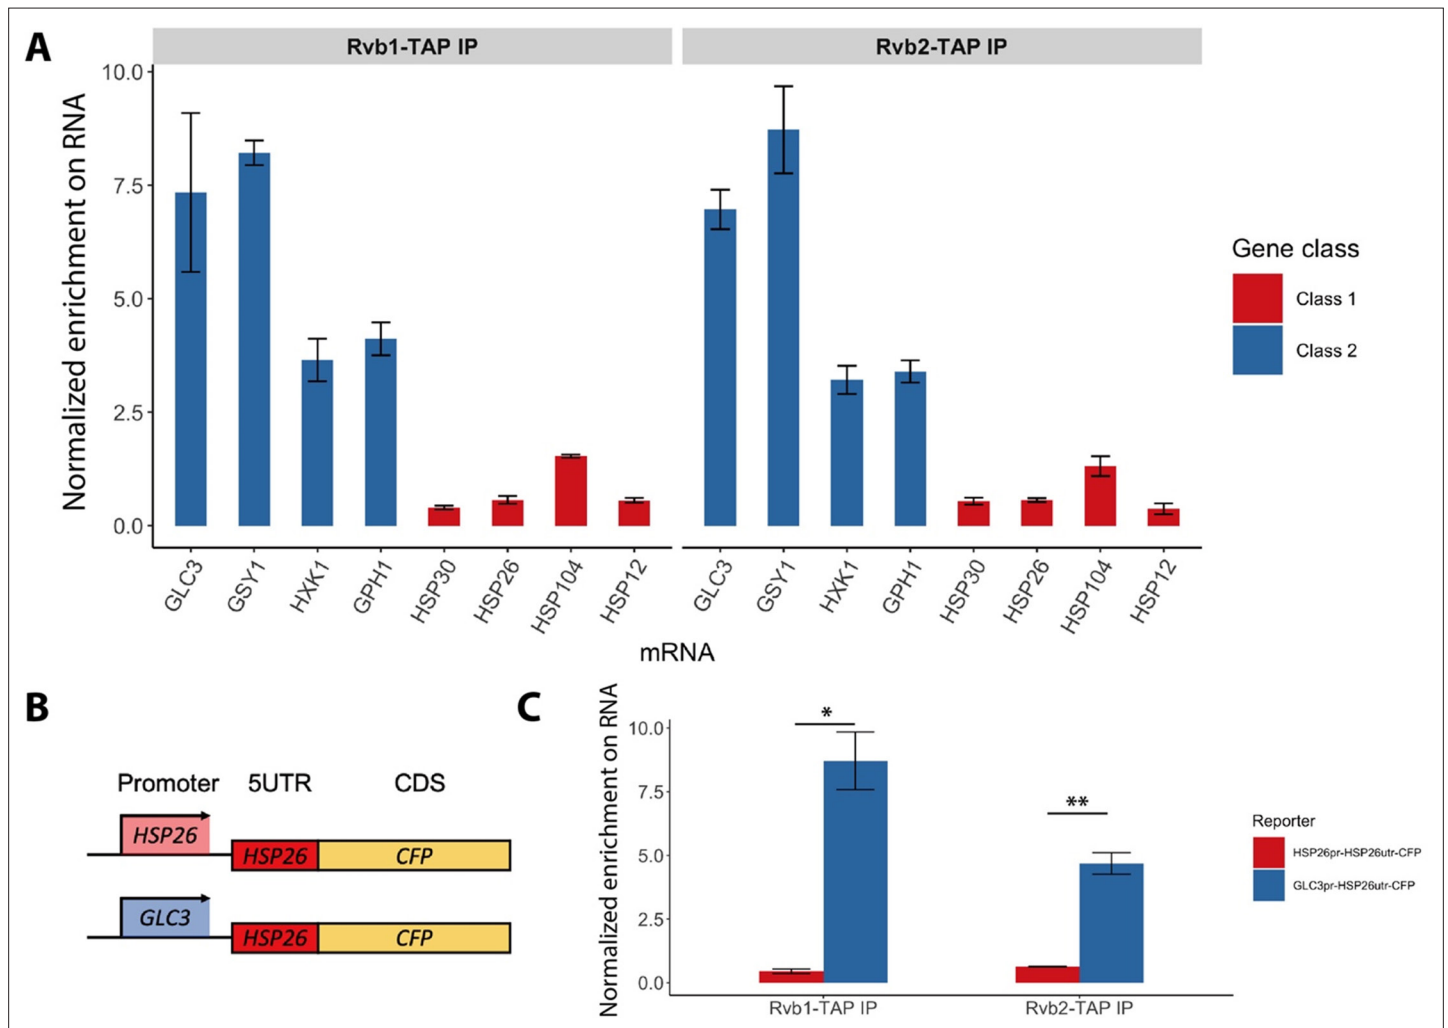 A
Rvb1-TAP IP
Rvb2-TAP IP
Normalized enrichment on RNA
10.0
7.5
5.0
2.5
0.0
GLC3
GSY1
HXK1
GPH1
HSP30
HSP26
HSP104
HSP12
GLC3
GSY1
HXK1
GPH1
HSP30
HSP26
HSP104
HSP12
mRNA
Gene class
Class 1
Class 2
B
Promoter 5UTR CDS
HSP26
HSP26 CFP
GLC3
HSP26 CFP
C
Normalized enrichment on RNA
10.0
7.5
5.0
2.5
0.0
*
**
Rvb1-TAP IP
Rvb2-TAP IP
Reporter
HSP26pr-HSP26utr-CFP
GLC3pr-HSP26utr-CFP